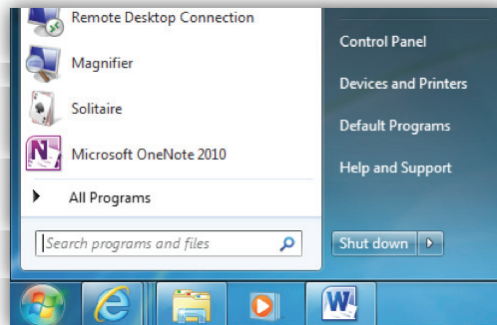 Remote Desktop Connection
Magnifier
Solitaire
Microsoft OneNote 2010
All Programs
Search programs and files
Control Panel
Devices and Printers
Default Programs
Help and Support
Shut down